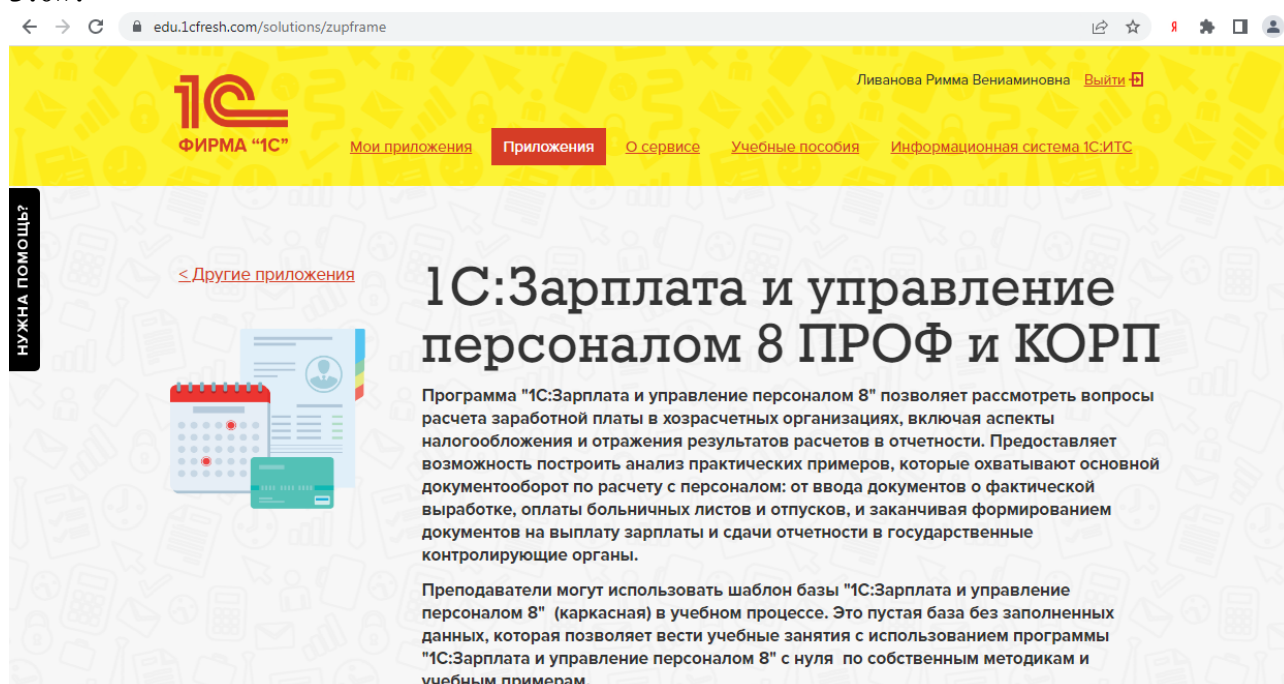 edu.1cfresh.com/solutions/zupframe
Ливанова Римма Вениаминовна Выйти
1С
ФИРМА “1С”
Мои приложения Приложения О сервисе Учебные пособия Информационная система 1С:ИТС
НУЖНА ПОМОЩЬ?
< Другие приложения
1С:Зарплата и управление
персоналом 8 ПРОФ и КОРП
Программа "1С:Зарплата и управление персоналом 8" позволяет рассмотреть вопросы
расчета заработной платы в хозрасчетных организациях, включая аспекты
налогообложения и отражения результатов расчетов в отчетности. Предоставляет
возможность построить анализ практических примеров, которые охватывают основной
документооборот по расчету с персоналом: от ввода документов о фактической
выработке, оплаты больничных листов и отпусков, и заканчивая формированием
документов на выплату зарплаты и сдачи отчетности в государственные
контролирующие органы.
Преподаватели могут использовать шаблон базы "1С:Зарплата и управление
персоналом 8" (каркасная) в учебном процессе. Это пустая база без заполненных
данных, которая позволяет вести учебные занятия с использованием программы
"1С:Зарплата и управление персоналом 8" с нуля по собственным методикам и
учебным примерам.